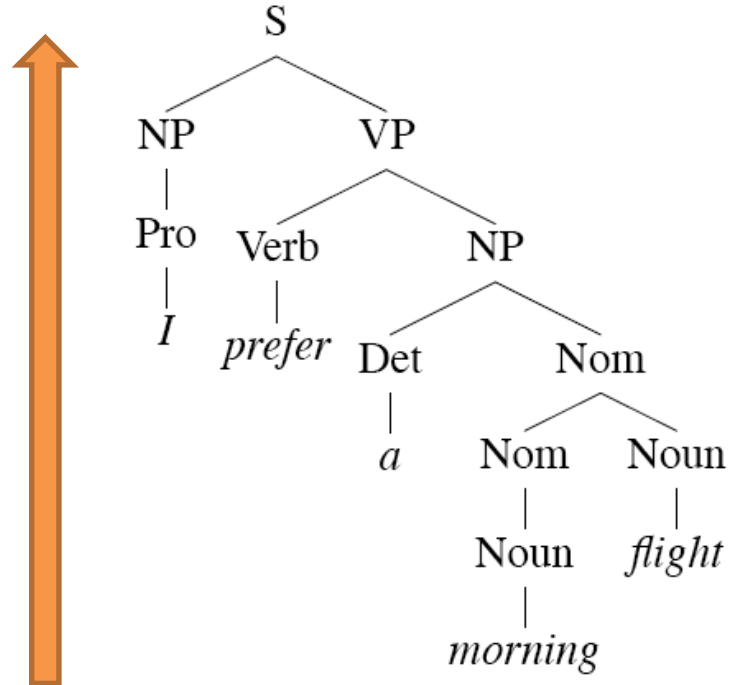 S
NP VP
Pro Verb NP
I prefer Det Nom
a Nom Noun
Noun flight
morning